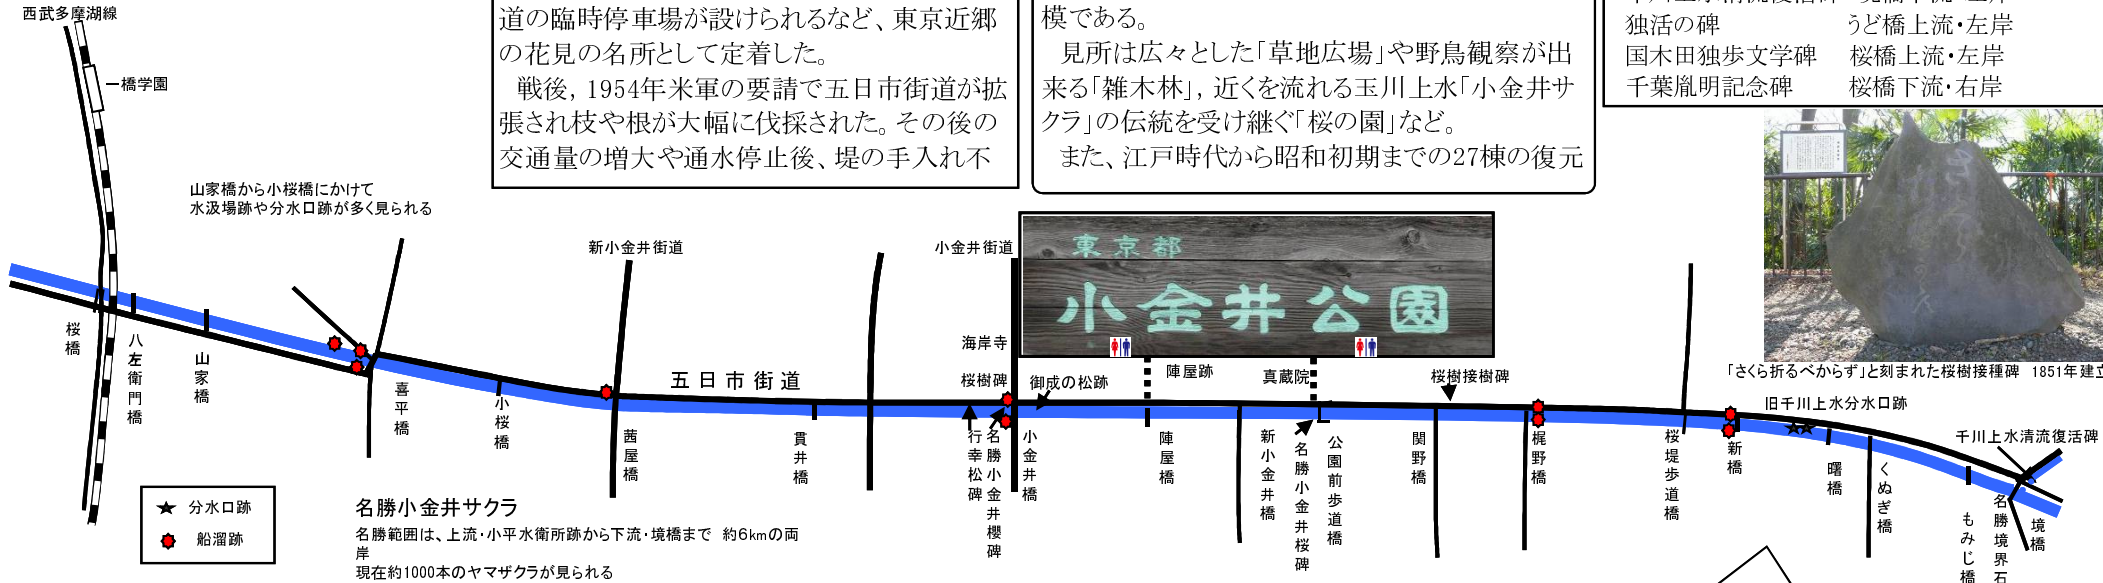 西武多摩湖線
一橋学園
道の臨時停車場が設けられるなど、東京近郷
の花見の名所として定着した。
戦後，1954年米軍の要請で五日市街道が拡
張され枝や根が大幅に伐採された。その後の
交通量の増大や通水停止後、堤の手入れ不
模である。
見所は広々とした「草地広場」や野鳥観察が出
来る「雑木林」，近くを流れる玉川上水「小金井サ
クラ」の伝統を受け継ぐ「桜の園」など。
また、江戸時代から昭和初期までの27棟の復元
独活の碑　うど橋上流・左岸
国木田独歩文学碑　桜橋上流・左岸
千葉胤明記念碑　桜橋下流・右岸
「さくら折るべからず」と刻まれた桜樹接種碑 1851年建立
山家橋から小桜橋にかけて
水汲場跡や分水口跡が多く見られる
新小金井街道
小金井街道
東京都
小金井公園
海岸寺
桜樹碑
御成の松跡
陣屋跡
真蔵院
桜樹接樹碑
旧千川上水分水口跡
千川上水清流復活碑
五日市街道
桜橋
八左衛門橋
山家橋
喜平橋
小桜橋
茜屋橋
貫井橋
行幸松碑
名勝小金井櫻碑
小金井橋
陣屋橋
新小金井橋
名勝小金井桜碑
公園前歩道橋
関野橋
梶野橋
桜堤歩道橋
新橋
曙橋
くぬぎ橋
もみじ橋
名勝境界石
境橋
分水口跡
船溜跡
名勝小金井サクラ
名勝範囲は、上流・小平水衛所跡から下流・境橋まで 約6kmの両
岸
現在約1000本のヤマザクラが見られる